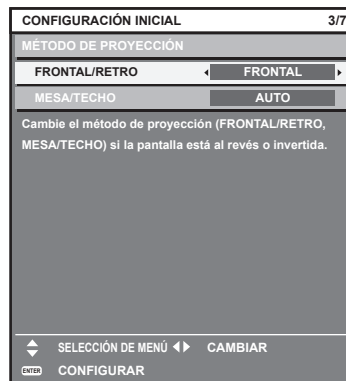 CONFIGURACIÓN INICIAL 3/7
MÉTODO DE PROYECCIÓN
FRONTAL/RETRO FRONTAL
MESA/TECHO AUTO
Cambie el método de proyección (FRONTAL/RETRO,
MESA/TECHO) si la pantalla está al revés o invertida.
SELECCIÓN DE MENÚ CAMBIAR
ENTER CONFIGURAR